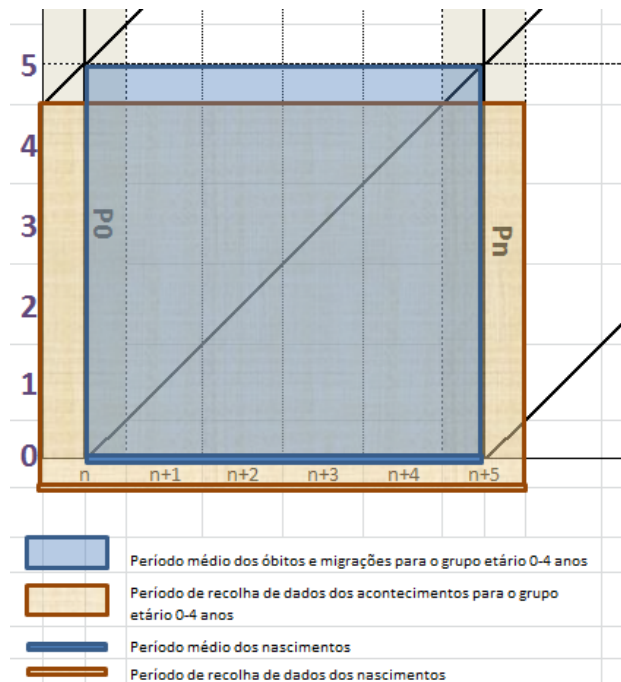 5
4
3
2
1
0
P0
Pn
n n+1 n+2 n+3 n+4 n+5
Período médio dos óbitos e migrações para o grupo etário 0-4 anos
Período de recolha de dados dos acontecimentos para o grupo
etário 0-4 anos
Período médio dos nascimentos
Período de recolha de dados dos nascimentos